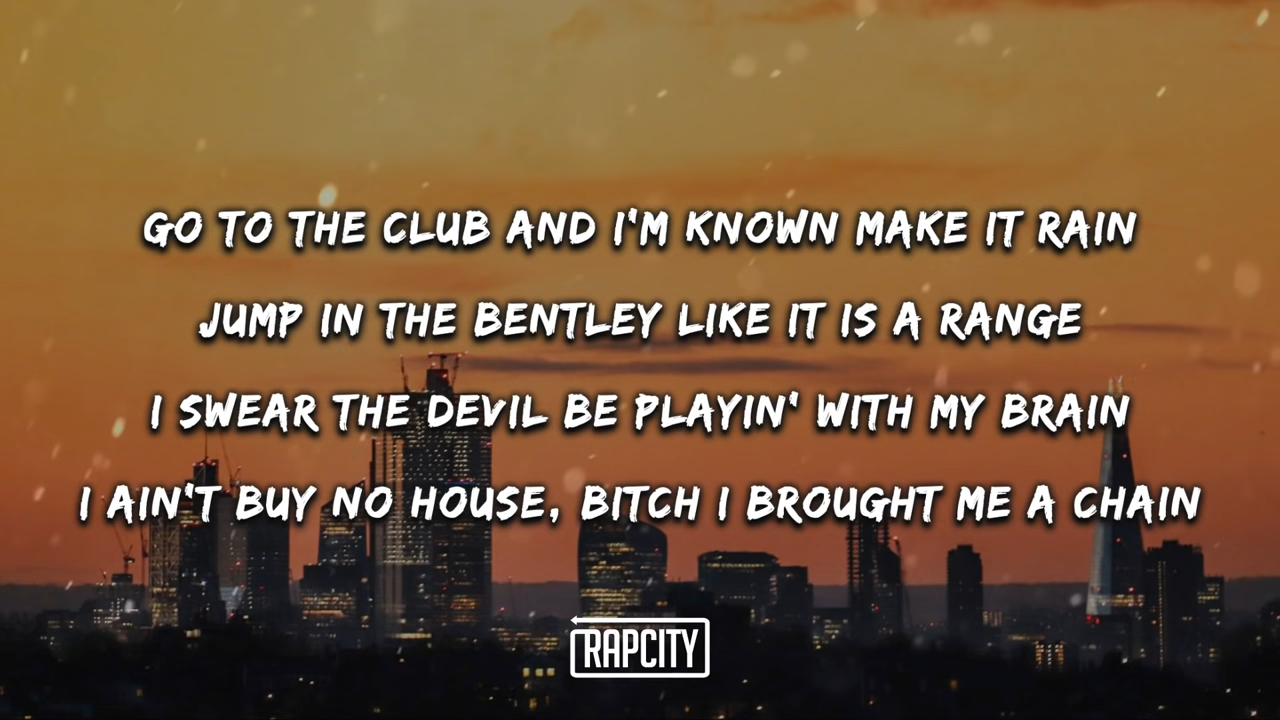 GO TO THE CLUB AND I'M KNOWN MAKE IT RAIN
JUMP IN THE BENTLEY LIKE IT IS A RANGE
I SWEAR THE DEVIL BE PLAYIN' WITH MY BRAIN
I AIN'T BUY NO HOUSE, BITCH I BROUGHT ME A CHAIN
RAPCITY